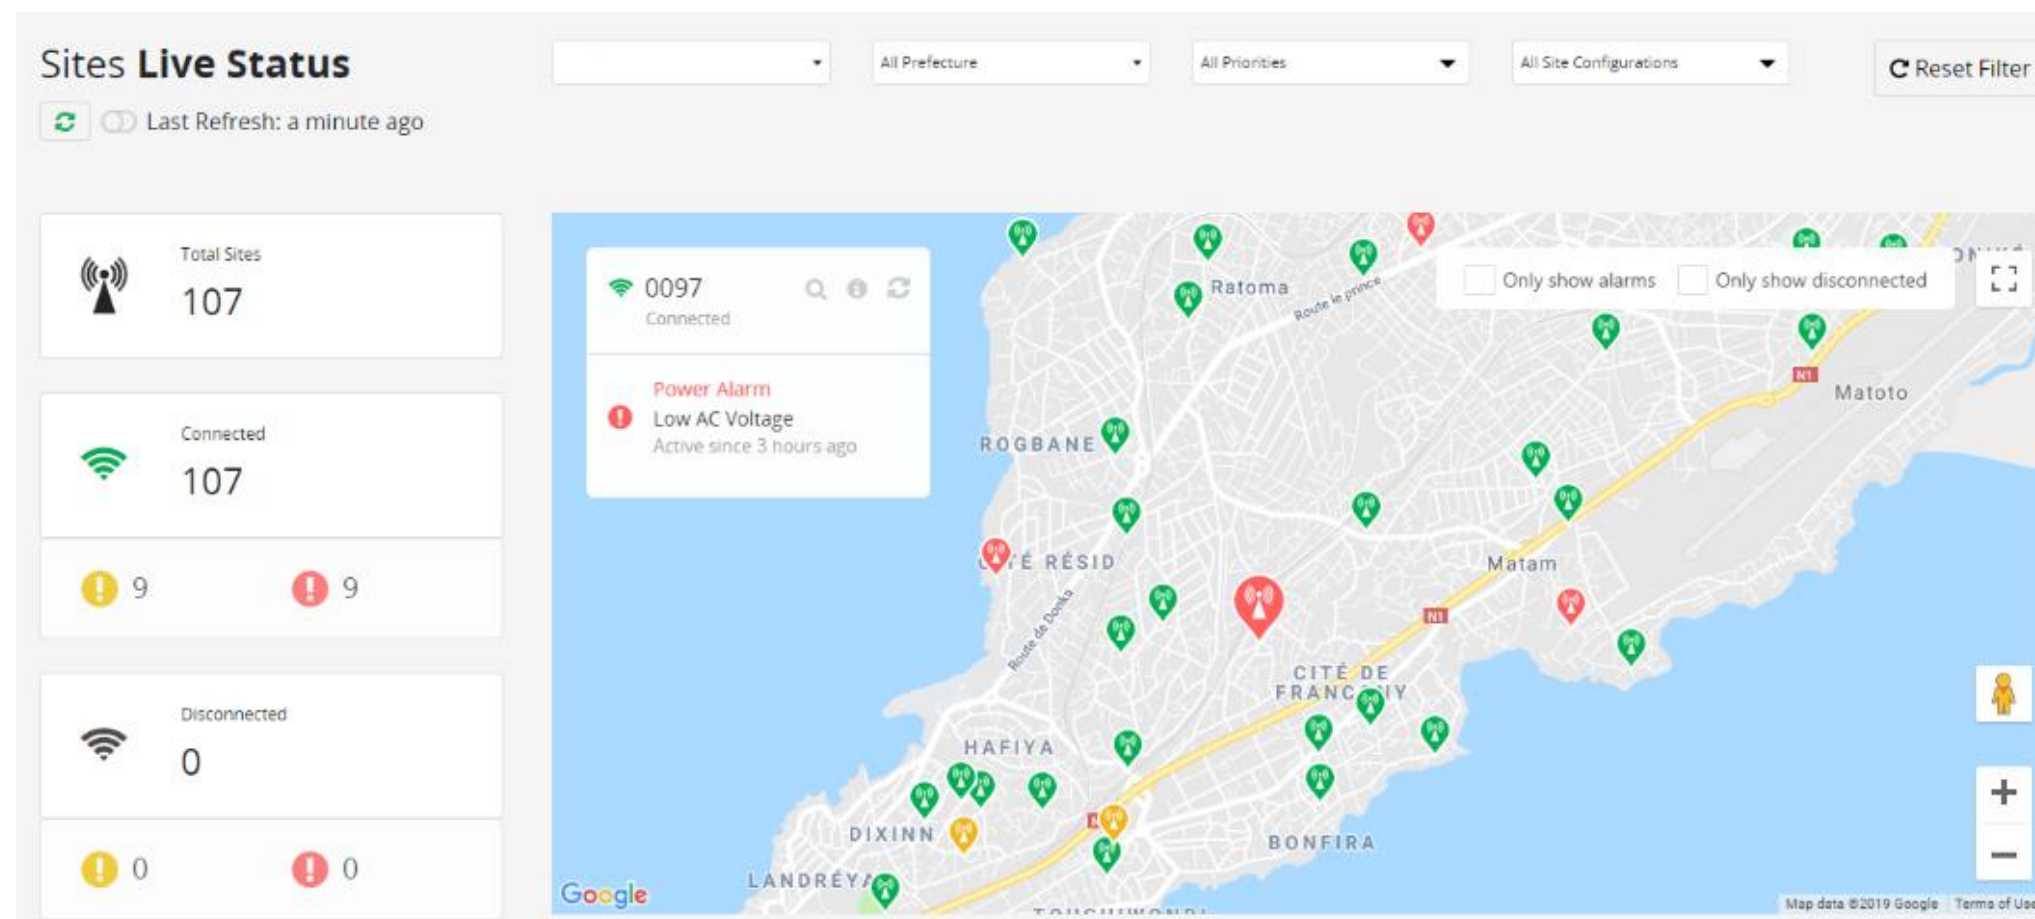 Sites Live Status
All Prefecture
All Priorities
All Site Configurations
Reset Filter
Last Refresh: a minute ago
Total Sites
107
Connected
107
9
9
Disconnected
0
0
0
0097
Connected
Power Alarm
Low AC Voltage
Active since 3 hours ago
Only show alarms
Only show disconnected
Ratoma
Route le prince
N1
Matoto
ROGBANE
RÉSID
Matam
Route de Donka
N1
CITÉ DE
HAFIYA
DIXINN
BONFIRA
Google
Map data ©2019 Google
Terms of Use